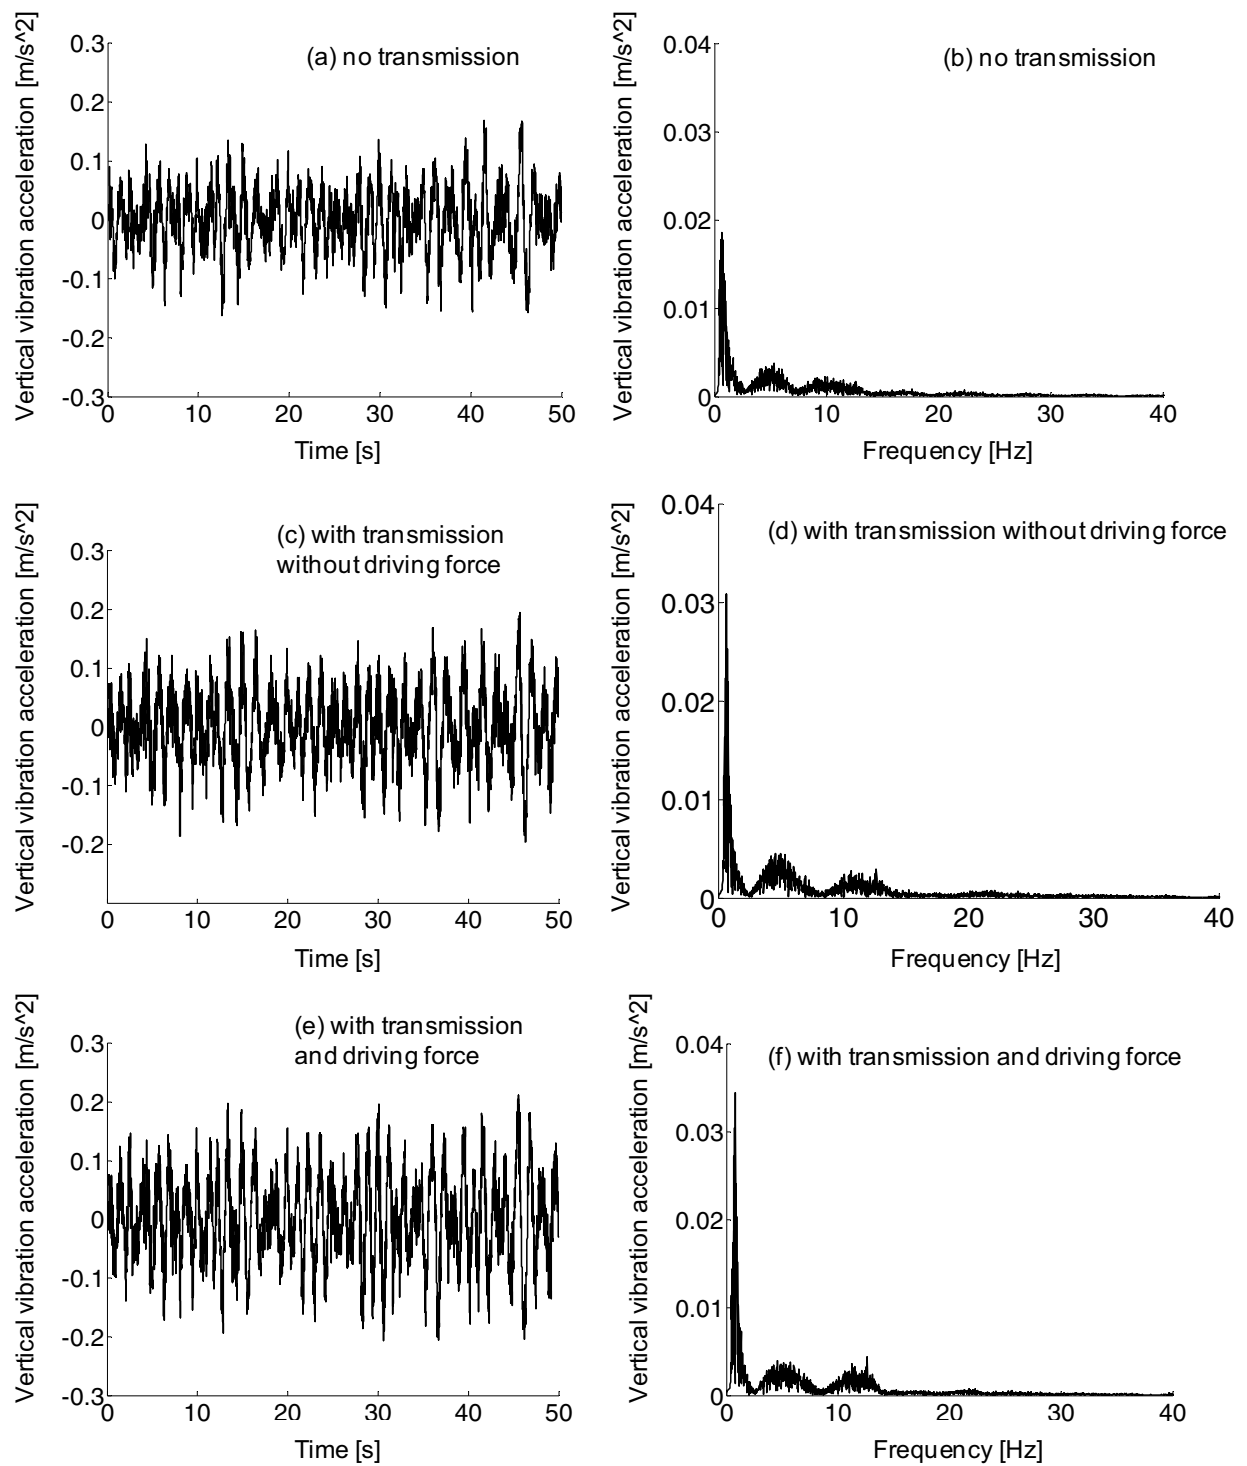 Vertical vibration acceleration [m/s^2]
0.3
0.2
0.1
0
-0.1
-0.2
-0.3
(a) no transmission
0 10 20 30 40 50
Time [s]
Vertical vibration acceleration [m/s^2]
0.04
0.03
0.02
0.01
0
(b) no transmission
0 10 20 30 40
Frequency [Hz]
Vertical vibration acceleration [m/s^2]
0.3
0.2
0.1
0
-0.1
-0.2
(c) with transmission
without driving force
0 10 20 30 40 50
Time [s]
Vertical vibration acceleration [m/s^2]
0.04
0.03
0.02
0.01
0
(d) with transmission without driving force
0 10 20 30 40
Frequency [Hz]
Vertical vibration acceleration [m/s^2]
0.3
0.2
0.1
0
-0.1
-0.2
-0.3
(e) with transmission
and driving force
0 10 20 30 40 50
Time [s]
Vertical vibration acceleration [m/s^2]
0.04
0.03
0.02
0.01
0
(f) with transmission and driving force
0 10 20 30 40
Frequency [Hz]